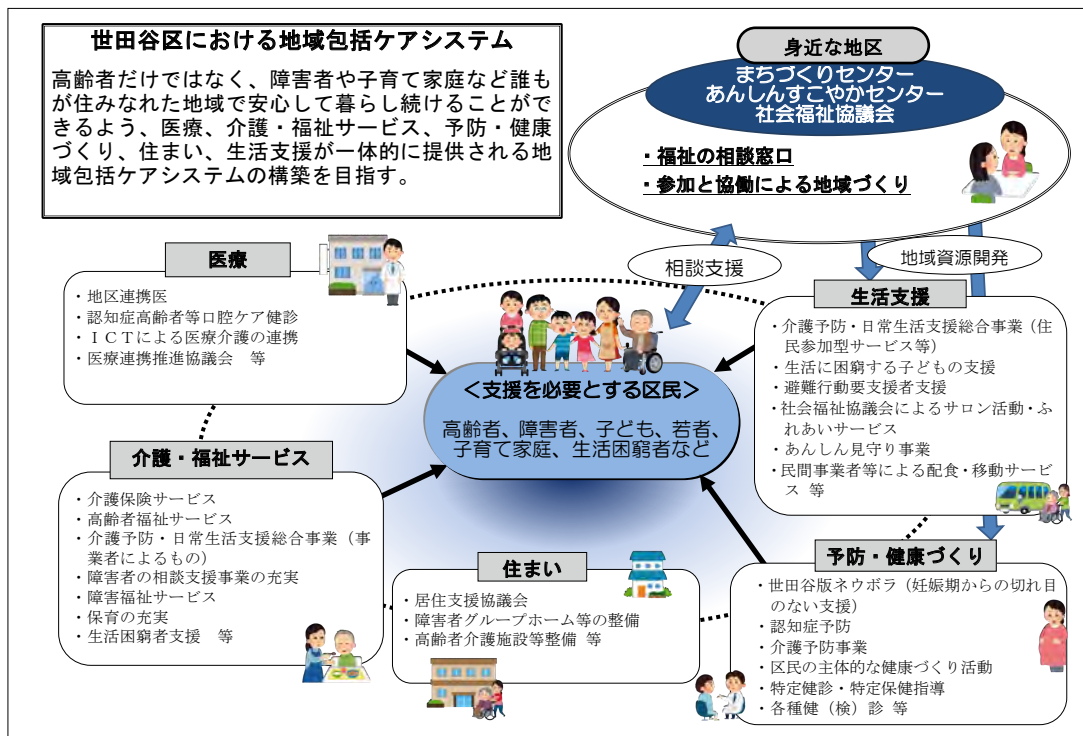 世田谷区における地域包括ケアシステム
高齢者だけではなく、障害者や子育て家庭など誰も
が住みなれた地域で安心して暮らし続けることがで
きるよう、医療、介護・福祉サービス、予防・健康
づくり、住まい、生活支援が一体的に提供される地
域包括ケアシステムの構築を目指す。
身近な地区
まちづくりセンター
あんしんすこやかセンター
社会福祉協議会
・福祉の相談窓口
・参加と協働による地域づくり
相談支援
地域資源開発
医療
・地区連携医
・認知症高齢者等口腔ケア健診
・ＩＣＴによる医療介護の連携
・医療連携推進協議会 等
＜支援を必要とする区民＞
高齢者、障害者、子ども、若者、
子育て家庭、生活困窮者など
生活支援
・介護予防・日常生活支援総合事業（住
民参加型サービス等）
・生活に困窮する子どもの支援
・避難行動要支援者支援
・社会福祉協議会によるサロン活動・ふ
れあいサービス
・あんしん見守り事業
・民間事業者等による配食・移動サービ
ス 等
介護・福祉サービス
・介護保険サービス
・高齢者福祉サービス
・介護予防・日常生活支援総合事業（事
業者によるもの）
・障害者の相談支援事業の充実
・障害福祉サービス
・保育の充実
・生活困窮者支援　等
住まい
・居住支援協議会
・障害者グループホーム等の整備
・高齢者介護施設等整備 等
予防・健康づくり
・世田谷版ネウボラ（妊娠期からの切れ目
のない支援）
・認知症予防
・介護予防事業
・区民の主体的な健康づくり活動
・特定健診・特定保健指導
・各種健（検）診 等